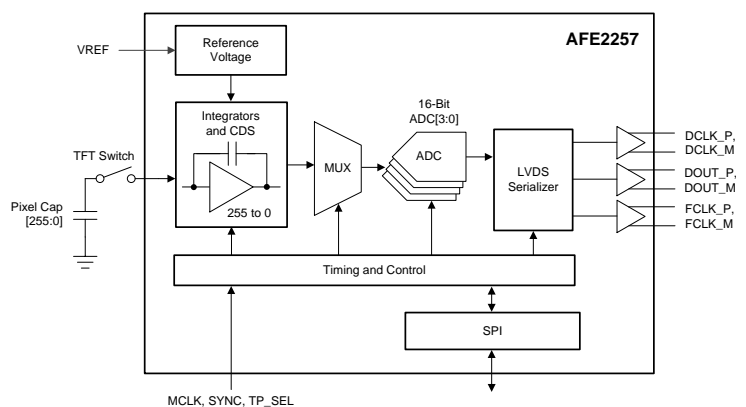 AFE2257
VREF
Reference
Voltage
Integrators
and CDS
255 to 0
TFT Switch
Pixel Cap
[255:0]
MUX
16-Bit
ADC[3:0]
ADC
LVDS
Serializer
DCLK_P,
DCLK_M
DOUT_P,
DOUT_M
FCLK_P,
FCLK_M
Timing and Control
SPI
MCLK, SYNC, TP_SEL